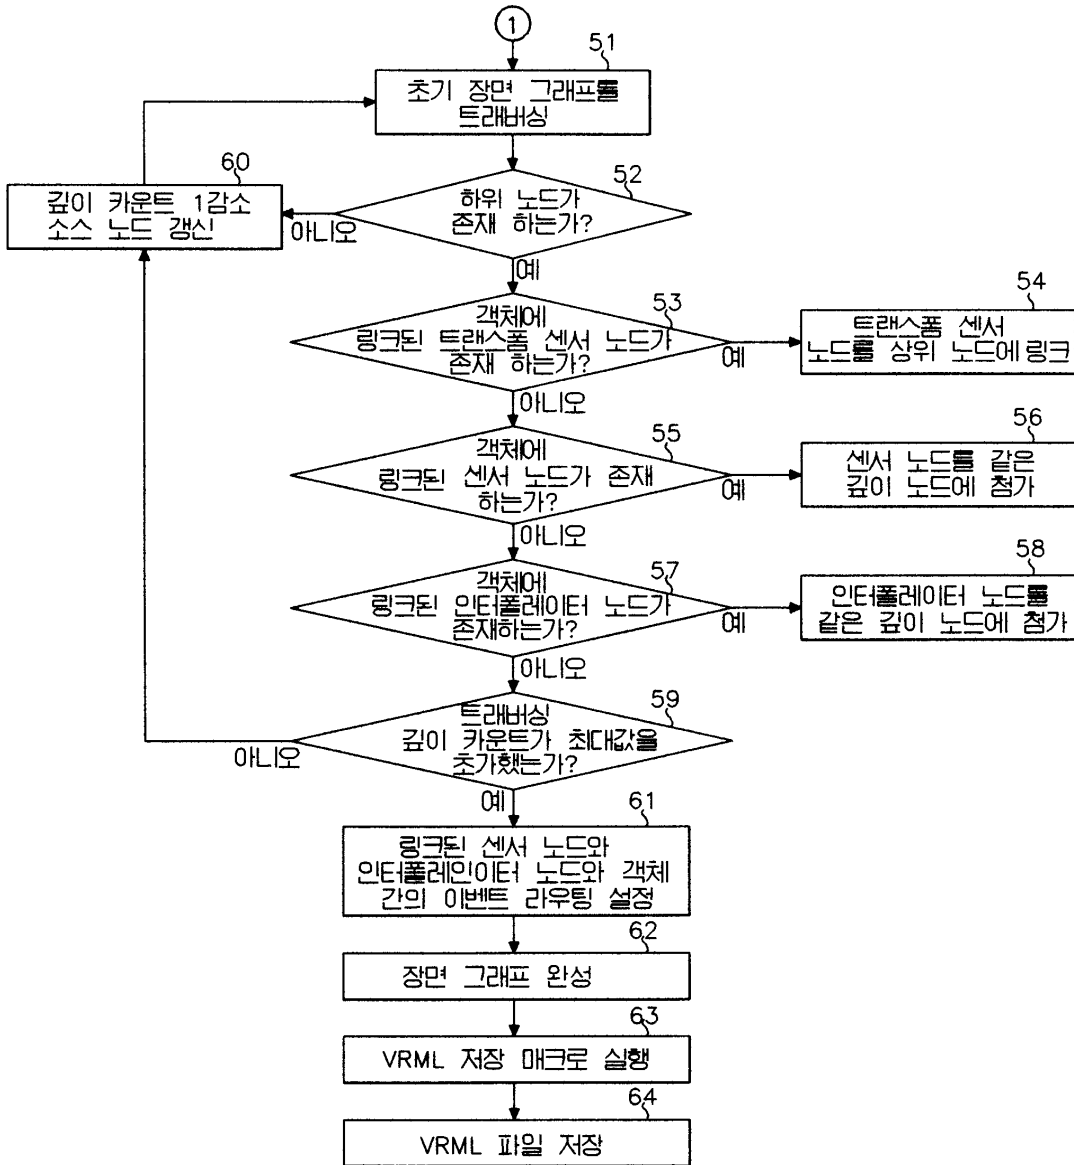 1
51
초기 장면 그래프를
트래버싱
60
깊이 카운트 1감소
소스 노드 갱신
52
하위 노드가
존재 하는가?
아니오
예
53
객체에
링크된 트랜스폼 센서 노드가
존재 하는가?
예
아니오
54
트랜스폼 센서
노드를 상위 노드에 링크
55
객체에
링크된 센서 노드가 존재
하는가?
예
아니오
56
센서 노드를 같은
깊이 노드에 첨가
57
객체에
링크된 인터폴레이터 노드가
존재하는가?
예
아니오
58
인터폴레이터 노드를
같은 깊이 노드에 첨가
59
트래버싱
깊이 카운트가 최대값을
초가했는가?
아니오
예
61
링크된 센서 노드와
인터폴레인이터 노드와 객체
간의 이벤트 라우팅 설정
62
장면 그래프 완성
63
VRML 저장 매크로 실행
64
VRML 파일 저장